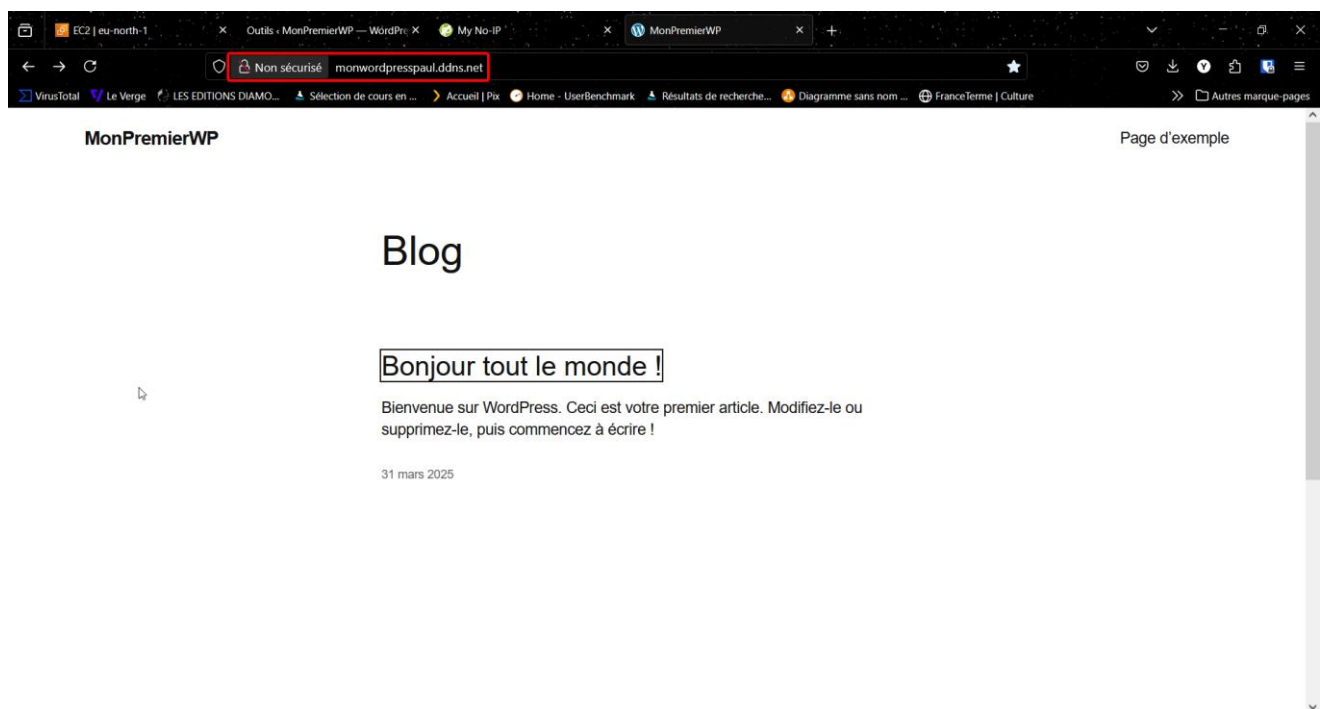 EC2 | eu-north-1
Outils ‹ MonPremierWP — WordPre
My No-IP
MonPremierWP
Non sécurisé monwordpresspaul.ddns.net
VirusTotal Le Verge LES EDITIONS DIAMO... Sélection de cours en ... Accueil | Pix Home - UserBenchmark Résultats de recherche... Diagramme sans nom ... FranceTerme | Culture Autres marque-pages
MonPremierWP Page d'exemple
Blog
Bonjour tout le monde !
Bienvenue sur WordPress. Ceci est votre premier article. Modifiez-le ou
supprimez-le, puis commencez à écrire !
31 mars 2025